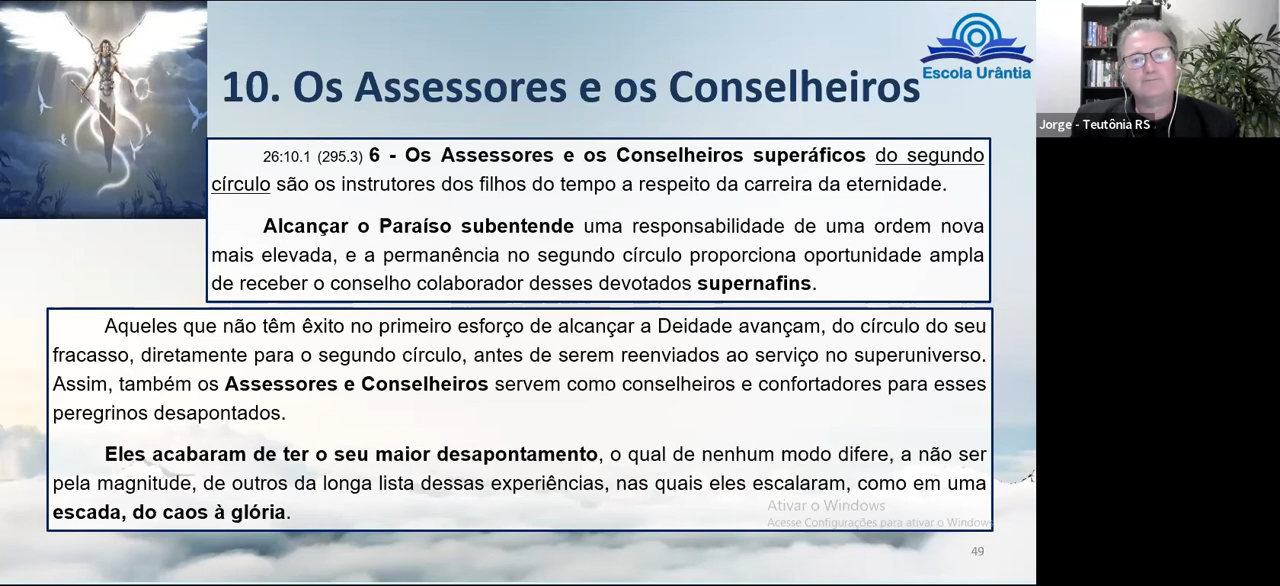 Escola Urântia
10. Os Assessores e os Conselheiros
Jorge - Teutônia RS
26:10.1 (295.3) 6 - Os Assessores e os Conselheiros superáficos do segundo
círculo são os instrutores dos filhos do tempo a respeito da carreira da eternidade.
Alcançar o Paraíso subentende uma responsabilidade de uma ordem nova
mais elevada, e a permanência no segundo círculo proporciona oportunidade ampla
de receber o conselho colaborador desses devotados supernafins.
Aqueles que não têm êxito no primeiro esforço de alcançar a Deidade avançam, do círculo do seu
fracasso, diretamente para o segundo círculo, antes de serem reenviados ao serviço no superuniverso.
Assim, também os Assessores e Conselheiros servem como conselheiros e confortadores para esses
peregrinos desapontados.
Eles acabaram de ter o seu maior desapontamento, o qual de nenhum modo difere, a não ser
pela magnitude, de outros da longa lista dessas experiências, nas quais eles escalaram, como em uma
escada, do caos à glória.
Ativar o Windows
Acesse Configurações para ativar o Windows
49